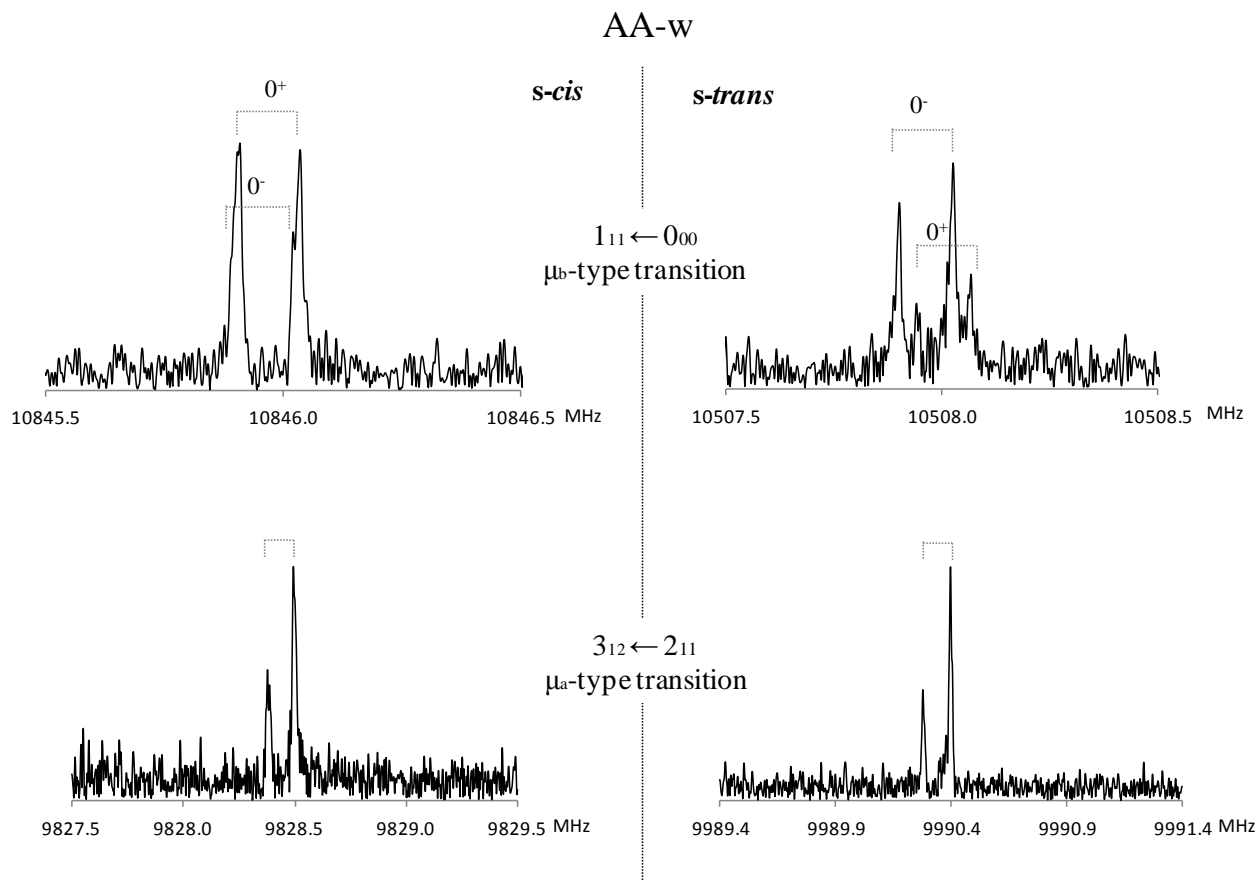 AA-w
s-cis
s-trans
0⁺
0⁻
0⁻
0⁺
1₁₁←0₀₀
μb-type transition
10845.5 10846.0 10846.5 MHz
10507.5 10508.0 10508.5 MHz
3₁₂←2₁₁
μa-type transition
9827.5 9828.0 9828.5 9829.0 9829.5 MHz
9989.4 9989.9 9990.4 9990.9 9991.4 MHz